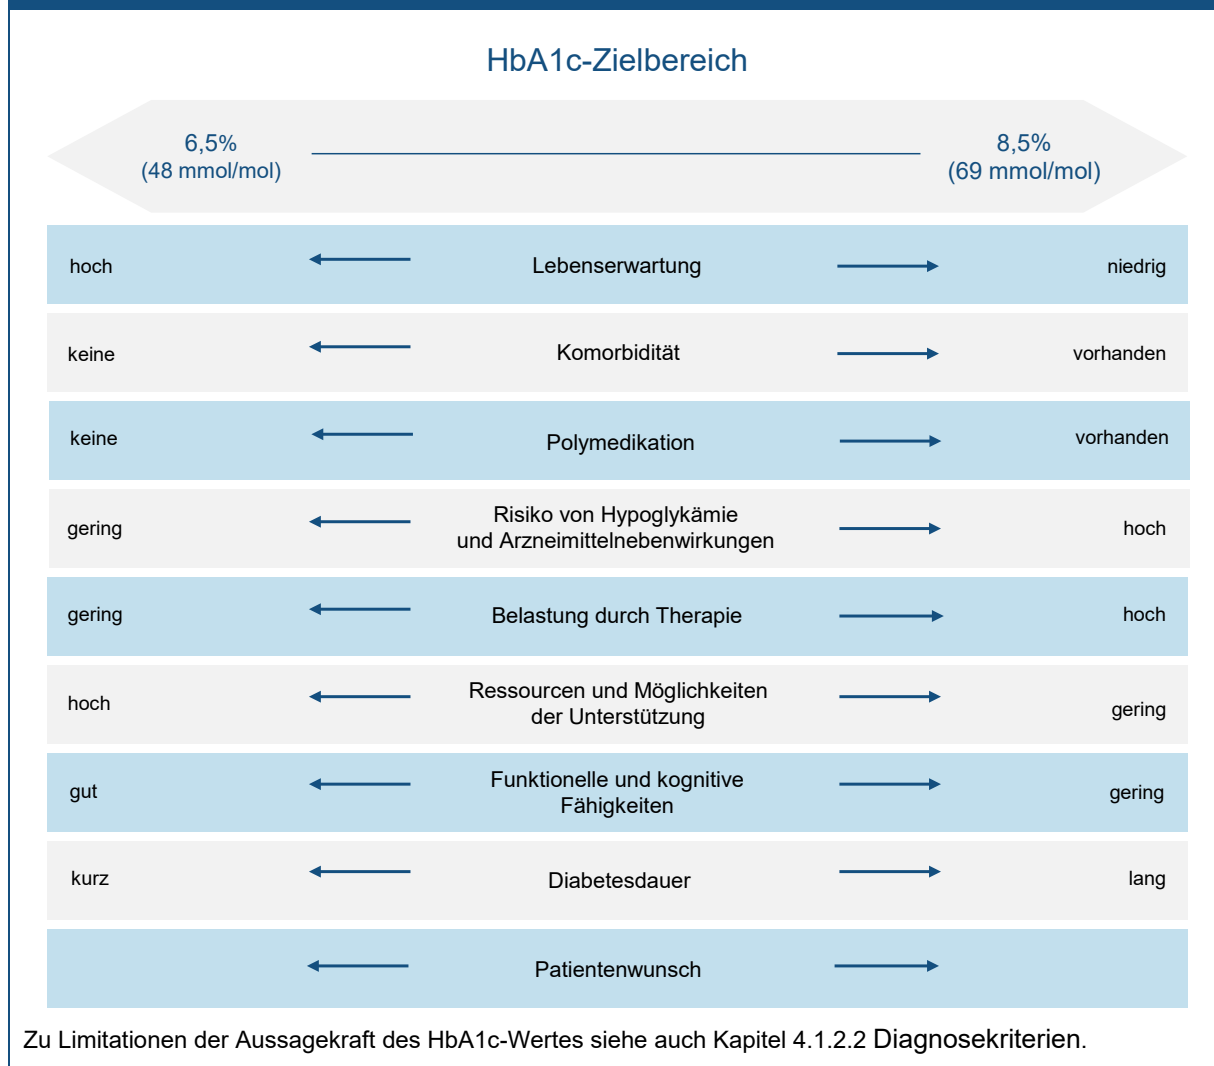 HbA1c-Zielbereich
6,5% 8,5%
(48 mmol/mol) (69 mmol/mol)
hoch Lebenserwartung niedrig
keine Komorbidität vorhanden
keine Polymedikation vorhanden
gering Risiko von Hypoglykämie
und Arzneimittelnebenwirkungen hoch
gering Belastung durch Therapie hoch
hoch Ressourcen und Möglichkeiten
der Unterstützung gering
gut Funktionelle und kognitive
Fähigkeiten gering
kurz Diabetesdauer lang
Patientenwunsch
Zu Limitationen der Aussagekraft des HbA1c-Wertes siehe auch Kapitel 4.1.2.2 Diagnosekriterien.